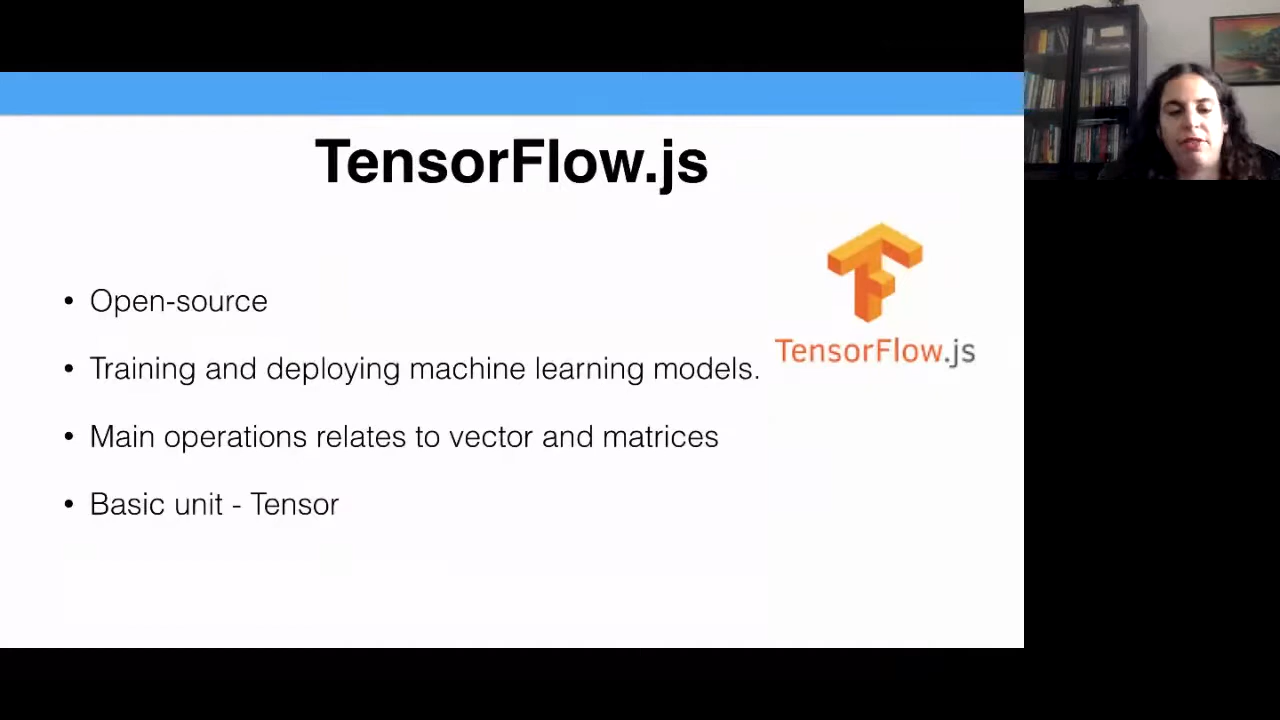 TensorFlow.js
• Open-source
• Training and deploying machine learning models.
• Main operations relates to vector and matrices
• Basic unit - Tensor
TensorFlow.js